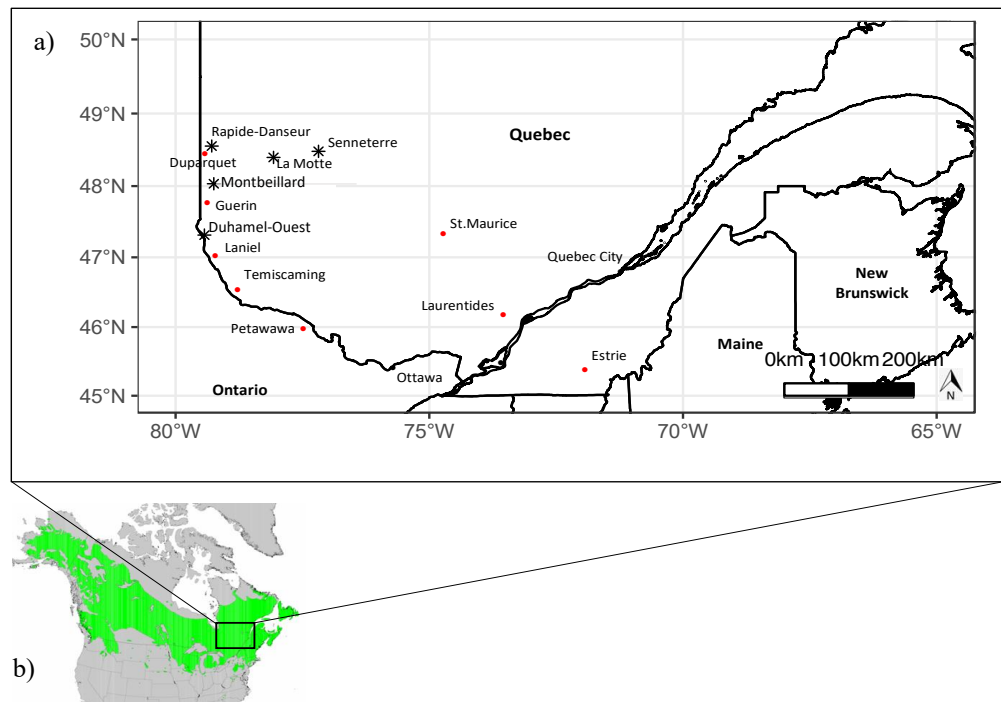 a)
50°N
49°N
48°N
47°N
46°N
45°N
Rapide-Danseur
Senneterre
Quebec
Duparquet
La Motte
Montbeillard
Guerin
Duhamel-Ouest
St.Maurice
Laniel
Quebec City
Temiscaming
New
Brunswick
Laurentides
Petawawa
Maine
Estrie
0km 100km 200km
Ottawa
Ontario
N
80°W
75°W
70°W
65°W
b)